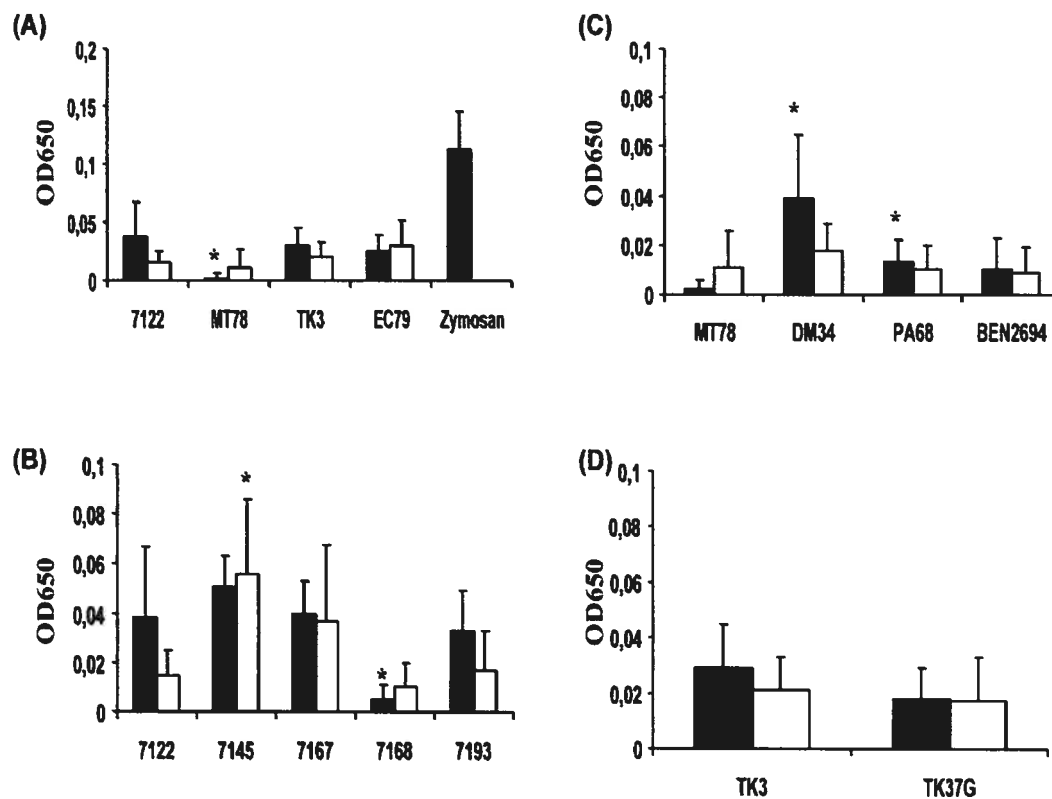 (A)
0,2
0,15
0,1
0,05
0
OD650
*
7122 MT78 TK3 EC79 Zymosan
(C)
0,1
0,08
0,06
0,04
0,02
0
OD650
*
*
MT78 DM34 PA68 BEN2694
(B)
0,1
0,08
0,06
0,04
0,02
0
OD650
*
*
7122 7145 7167 7168 7193
(D)
0,1
0,08
0,06
0,04
0,02
0
OD650
TK3 TK37G